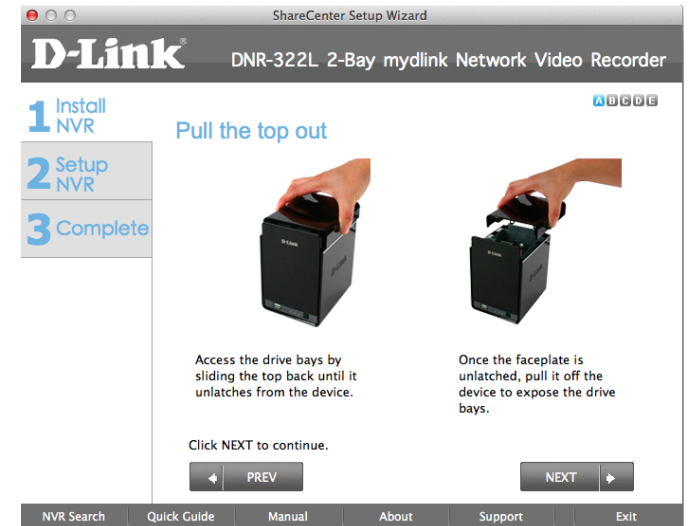 ShareCenter Setup Wizard
D-Link®
DNR-322L 2-Bay mydlink Network Video Recorder
1 Install
NVR
2 Setup
NVR
3 Complete
A B C D E
Pull the top out
D-Link
D-Link
D-Link
D-Link
Access the drive bays by
sliding the top back until it
unlatches from the device.
Once the faceplate is
unlatched, pull it off the
device to expose the drive
bays.
Click NEXT to continue.
PREV
NEXT
NVR Search
Quick Guide
Manual
About
Support
Exit